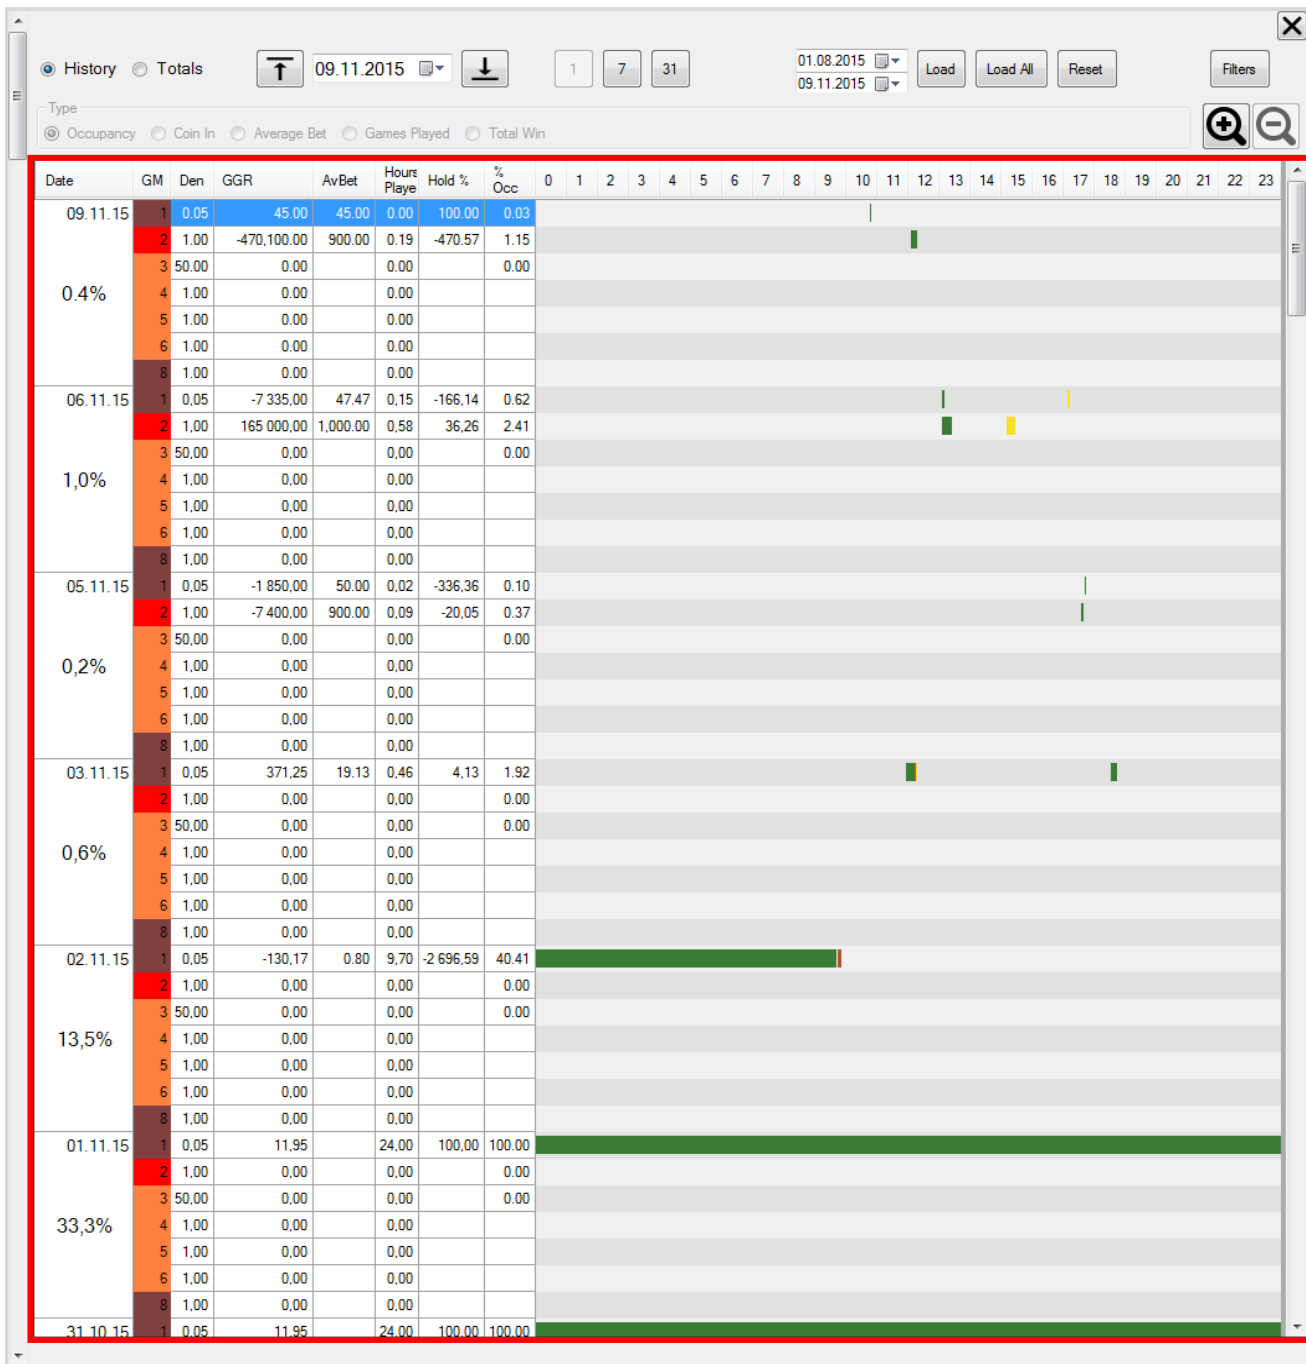 History Totals 09.11.2015 1 7 31 01.08.2015 Load Load All Reset Filters
09.11.2015
Type
Occupancy Coin In Average Bet Games Played Total Win
Date GM Den GGR AvBet Hours Playe Hold % % Occ 0 1 2 3 4 5 6 7 8 9 10 11 12 13 14 15 16 17 18 19 20 21 22 23
09.11.15 1 0.05 45.00 45.00 0.00 100.00 0.03
2 1.00 -470,100.00 900.00 0.19 -470.57 1.15
3 50.00 0.00 0.00 0.00
0.4% 4 1.00 0.00 0.00
5 1.00 0.00 0.00
6 1.00 0.00 0.00
8 1.00 0.00 0.00
06.11.15 1 0,05 -7 335,00 47.47 0,15 -166,14 0.62
2 1,00 165 000,00 1,000.00 0,58 36,26 2.41
3 50,00 0,00 0,00 0.00
1,0% 4 1,00 0,00 0,00
5 1,00 0,00 0,00
6 1,00 0,00 0,00
8 1,00 0,00 0,00
05.11.15 1 0,05 -1 850,00 50.00 0,02 -336,36 0.10
2 1,00 -7 400,00 900.00 0,09 -20,05 0.37
3 50,00 0,00 0,00 0.00
0,2% 4 1,00 0,00 0,00
5 1,00 0,00 0,00
6 1,00 0,00 0,00
8 1,00 0,00 0,00
03.11.15 1 0,05 371,25 19.13 0,46 4,13 1.92
2 1,00 0,00 0,00 0.00
3 50,00 0,00 0,00 0.00
0,6% 4 1,00 0,00 0,00
5 1,00 0,00 0,00
6 1,00 0,00 0,00
8 1,00 0,00 0,00
02.11.15 1 0,05 -130,17 0.80 9,70 -2 696,59 40.41
2 1,00 0,00 0,00 0.00
3 50,00 0,00 0,00 0.00
13,5% 4 1,00 0,00 0,00
5 1,00 0,00 0,00
6 1,00 0,00 0,00
8 1,00 0,00 0,00
01.11.15 1 0,05 11,95 24,00 100,00 100.00
2 1,00 0,00 0,00 0.00
3 50,00 0,00 0,00 0.00
33,3% 4 1,00 0,00 0,00
5 1,00 0,00 0,00
6 1,00 0,00 0,00
8 1,00 0,00 0,00
31.10.15 1 0,05 11,95 24,00 100,00 100.00